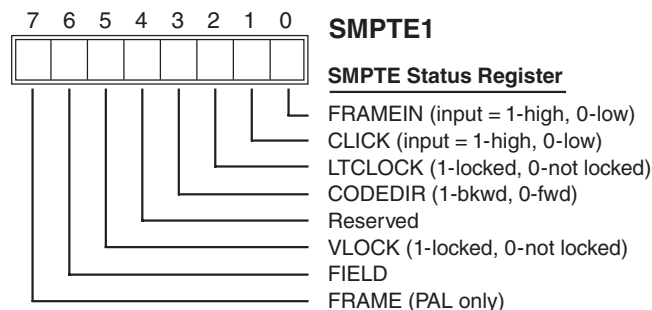 7 6 5 4 3 2 1 0
SMPTE1
SMPTE Status Register
FRAMEIN (input = 1-high, 0-low)
CLICK (input = 1-high, 0-low)
LTCLOCK (1-locked, 0-not locked)
CODEDIR (1-bkwd, 0-fwd)
Reserved
VLOCK (1-locked, 0-not locked)
FIELD
FRAME (PAL only)